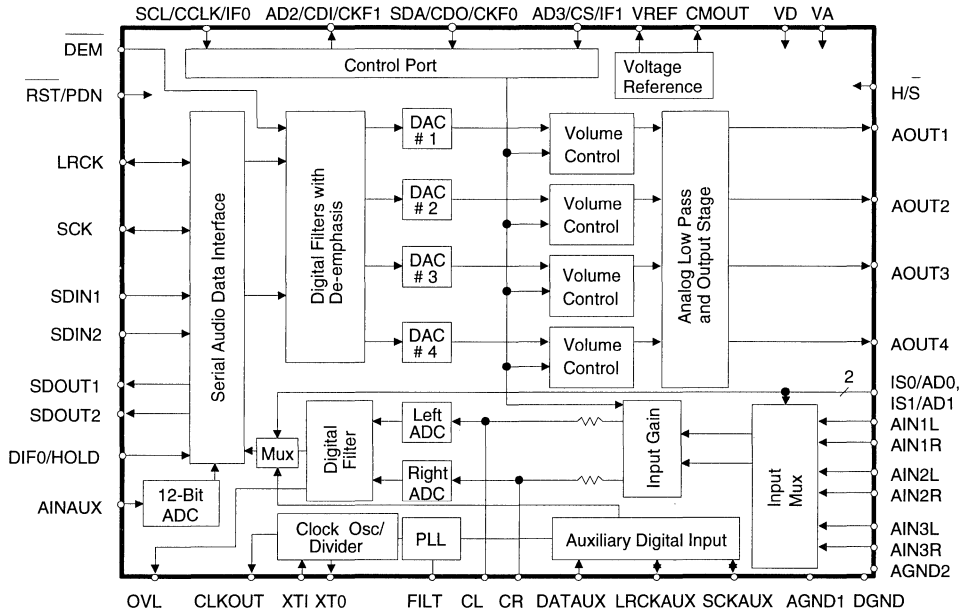 SCL/CCLK/IF0 AD2/CDI/CKF1 SDA/CDO/CKF0 AD3/CS/IF1 VREF CMOUT VD VA
DEM
RST/PDN
LRCK
SCK
SDIN1
SDIN2
SDOUT1
SDOUT2
DIF0/HOLD
AINAUX
Control Port
Voltage
Reference
Serial Audio Data Interface
Digital Filters with
De-emphasis
DAC
# 1
DAC
# 2
DAC
# 3
DAC
# 4
Volume
Control
Volume
Control
Volume
Control
Volume
Control
Analog Low Pass
and Output Stage
H/S
AOUT1
AOUT2
AOUT3
AOUT4
2
IS0/AD0,
IS1/AD1
AIN1L
AIN1R
AIN2L
AIN2R
AIN3L
AIN3R
AGND2
12-Bit
ADC
Mux
Digital
Filter
Left
ADC
Right
ADC
Input Gain
Input
Mux
Clock Osc/
Divider
PLL
Auxiliary Digital Input
OVL CLKOUT XTI XT0 FILT CL CR DATAUX LRCKAUX SCKAUX AGND1 DGND